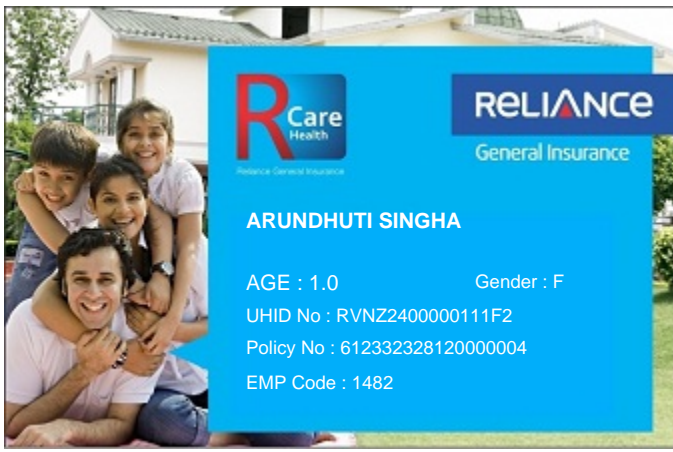 R Care
Health
Reliance General Insurance
RELIANCE
General Insurance
ARUNDHUTI SINGHA
AGE : 1.0 Gender : F
UHID No : RVNZ2400000111F2
Policy No : 612332328120000004
EMP Code : 1482